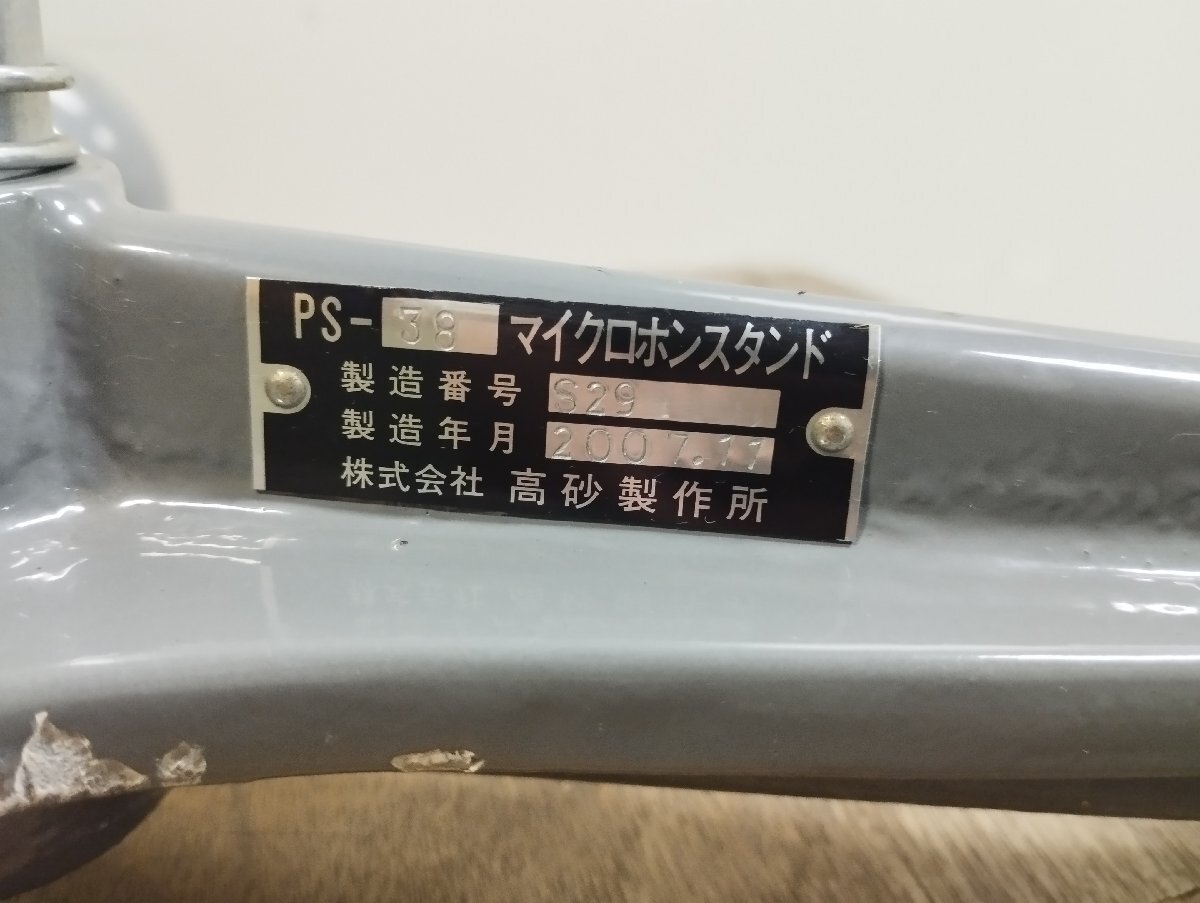 PS-38 マイクロホンスタンド
製造番号 S29
製造年月 2007.11
株式会社 高砂製作所